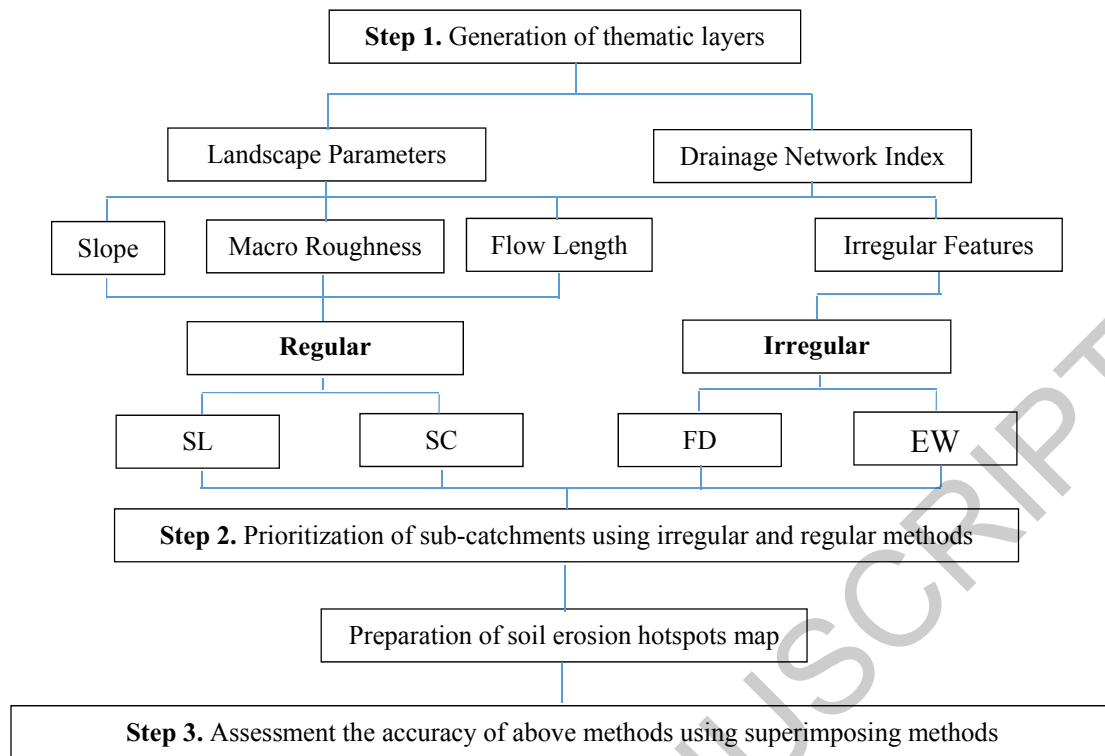 Step 1. Generation of thematic layers
Landscape Parameters
Drainage Network Index
Slope
Macro Roughness
Flow Length
Irregular Features
Regular
Irregular
SL
SC
FD
EW
Step 2. Prioritization of sub-catchments using irregular and regular methods
Preparation of soil erosion hotspots map
Step 3. Assessment the accuracy of above methods using superimposing methods
USCRIPT